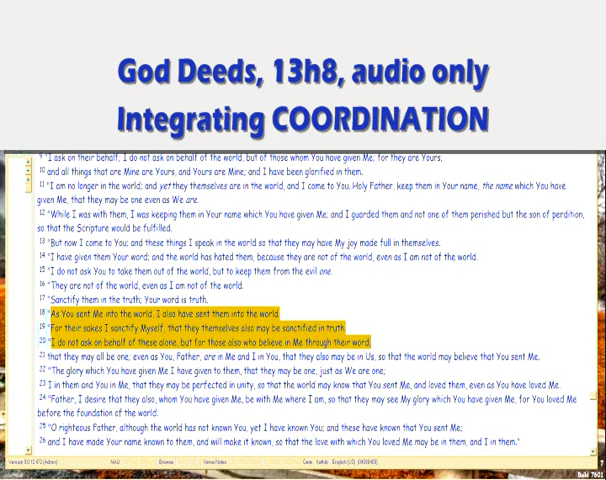 God Deeds, 13h8, audio only
Integrating COORDINATION
9 "I ask on their behalf; I do not ask on behalf of the world, but of those whom You have given Me; for they are Yours;
10 and all things that are Mine are Yours, and Yours are Mine; and I have been glorified in them.
11 "I am no longer in the world; and yet they themselves are in the world, and I come to You. Holy Father, keep them in Your name, the name which You have
given Me, that they may be one even as We are.
12 "While I was with them, I was keeping them in Your name which You have given Me; and I guarded them and not one of them perished but the son of perdition,
so that the Scripture would be fulfilled.
13 "But now I come to You; and these things I speak in the world so that they may have My joy made full in themselves.
14 "I have given them Your word; and the world has hated them, because they are not of the world, even as I am not of the world.
15 "I do not ask You to take them out of the world, but to keep them from the evil one.
16 "They are not of the world, even as I am not of the world.
17 "Sanctify them in the truth; Your word is truth.
18 "As You sent Me into the world, I also have sent them into the world.
19 "For their sakes I sanctify Myself, that they themselves also may be sanctified in truth.
20 "I do not ask on behalf of these alone, but for those also who believe in Me through their word;
21 that they may all be one; even as You, Father, are in Me and I in You, that they also may be in Us, so that the world may believe that You sent Me.
22 "The glory which You have given Me I have given to them, that they may be one, just as We are one;
23 I in them and You in Me, that they may be perfected in unity, so that the world may know that You sent Me, and loved them, even as You have loved Me.
24 "Father, I desire that they also, whom You have given Me, be with Me where I am, so that they may see My glory which You have given Me, for You loved Me
before the foundation of the world.
25 "O righteous Father, although the world has not known You, yet I have known You; and these have known that You sent Me;
26 and I have made Your name known to them, and will make it known, so that the love with which You loved Me may be in them, and I in them."
NAU Browse Verse Notes English (US)
Build 7601